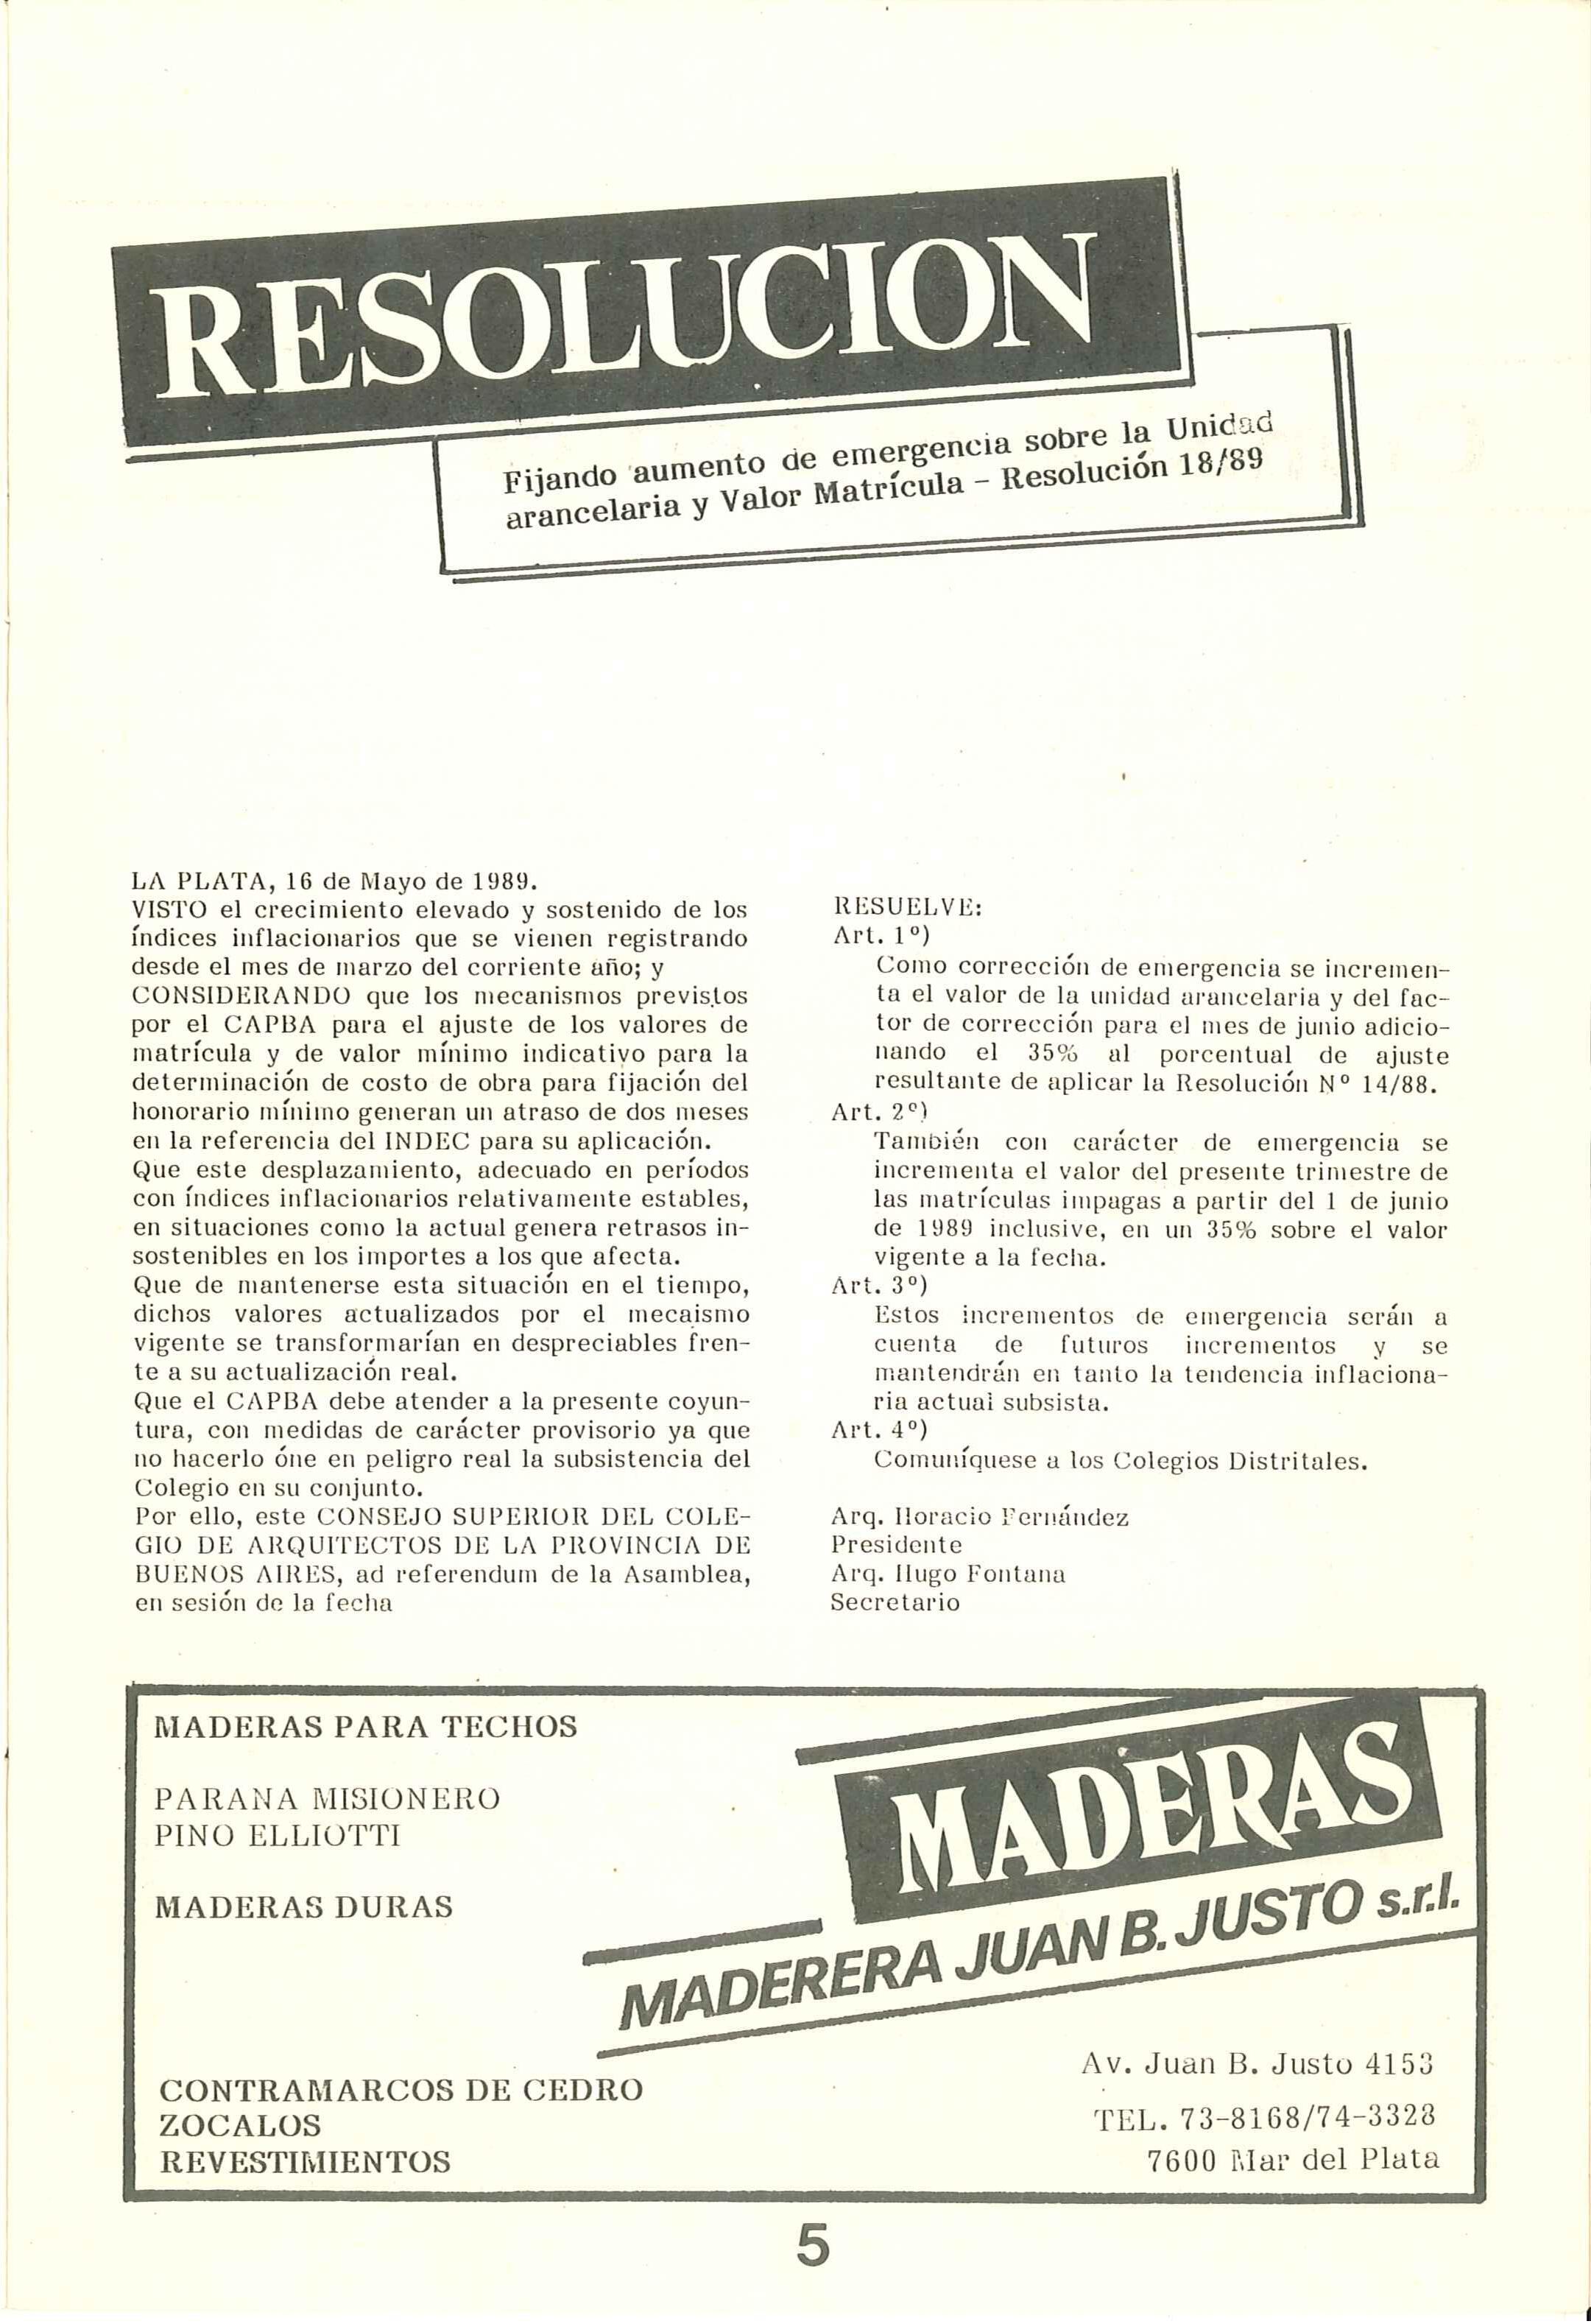 RESOLUCION
Fijando aumento de emergencia sobre la Unidad
arancelaria y Valor Matrícula - Resolución 18/89
LA PLATA, 16 de Mayo de 1989.
VISTO el crecimiento elevado y sostenido de los
índices inflacionarios que se vienen registrando
desde el mes de marzo del corriente año; y
CONSIDERANDO que los mecanismos previstos
por el CAPBA para el ajuste de los valores de
matrícula y de valor mínimo indicativo para la
determinación de costo de obra para fijación del
honorario mínimo generan un atraso de dos meses
en la referencia del INDEC para su aplicación.
Que este desplazamiento, adecuado en períodos
con índices inflacionarios relativamente estables,
en situaciones como la actual genera retrasos in-
sostenibles en los importes a los que afecta.
Que de mantenerse esta situación en el tiempo,
dichos valores actualizados por el mecaismo
vigente se transformarían en despreciables fren-
te a su actualización real.
Que el CAPBA debe atender a la presente coyun-
tura, con medidas de carácter provisorio ya que
no hacerlo óne en peligro real la subsistencia del
Colegio en su conjunto.
Por ello, este CONSEJO SUPERIOR DEL COLE-
GIO DE ARQUITECTOS DE LA PROVINCIA DE
BUENOS AIRES, ad referendum de la Asamblea,
en sesión de la fecha
RESUELVE:
Art. 1º)
Como corrección de emergencia se incremen-
ta el valor de la unidad arancelaria y del fac-
tor de corrección para el mes de junio adicio-
nando el 35% al porcentual de ajuste
resultante de aplicar la Resolución Nº 14/88.
Art. 2º)
También con carácter de emergencia se
incrementa el valor del presente trimestre de
las matrículas impagas a partir del 1 de junio
de 1989 inclusive, en un 35% sobre el valor
vigente a la fecha.
Art. 3º)
Estos incrementos de emergencia serán a
cuenta de futuros incrementos y se
mantendrán en tanto la tendencia inflaciona-
ria actual subsista.
Art. 4º)
Comuníquese a los Colegios Distritales.
Arq. Horacio Fernández
Presidente
Arq. Hugo Fontana
Secretario
MADERAS PARA TECHOS
PARANA MISIONERO
PINO ELLIOTTI
MADERAS DURAS
CONTRAMARCOS DE CEDRO
ZOCALOS
REVESTIMIENTOS
MADERAS
MADERERA JUAN B. JUSTO s.r.l.
Av. Juan B. Justo 4153
TEL. 73-8168/74-3328
7600 Mar del Plata
5